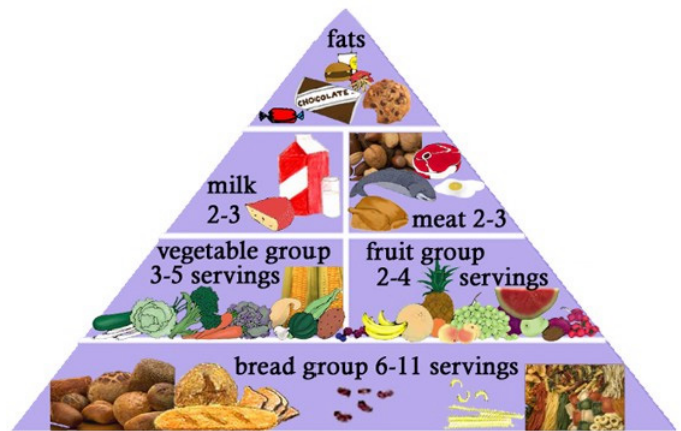 fats
CHOCOLATE
milk
2-3
meat 2-3
vegetable group
3-5 servings
fruit group
2-4 servings
bread group 6-11 servings